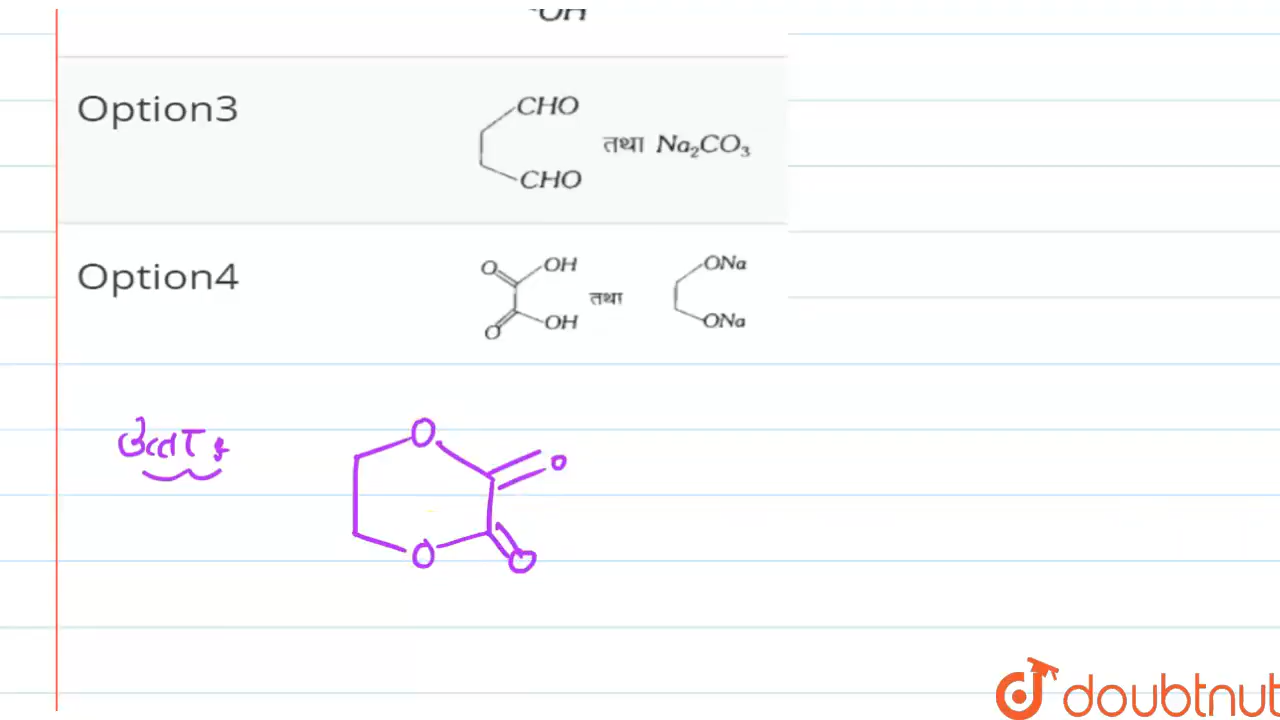 OH
Option3
CHO
तथा Na₂CO₃
CHO
Option4
O OH ONa
तथा
O OH ONa
उत्तर :
O
O
O
O
doubtnut